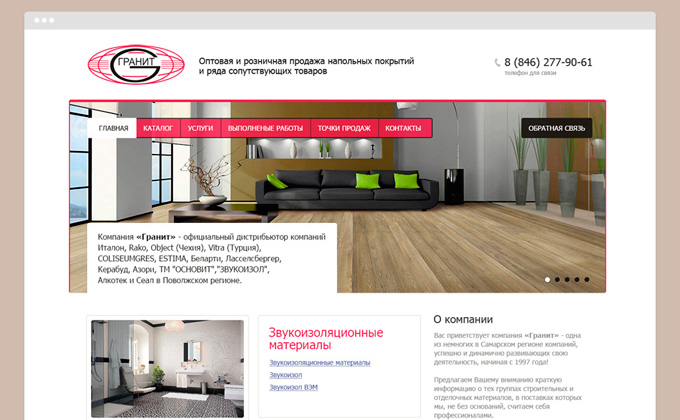 ГРАНИТ
Оптовая и розничная продажа напольных покрытий
и ряда сопутствующих товаров
8 (846) 277-90-61
телефон для связи
ГЛАВНАЯ КАТАЛОГ УСЛУГИ ВЫПОЛНЕНЫЕ РАБОТЫ ТОЧКИ ПРОДАЖ КОНТАКТЫ ОБРАТНАЯ СВЯЗЬ
Компания «Гранит» - официальный дистрибьютор компаний
Италон, Rako, Object (Чехия), Vitra (Турция),
COLISEUMGRES, ESTIMA, Беларти, Ласселсбергер,
Керабуд, Азори, ТМ "ОСНОВИТ","ЗВУКОИЗОЛ",
Алкотек и Сеал в Поволжском регионе.
Звукоизоляционные
материалы
Звукоизоляционные материалы
Звукоизол
Звукоизол ВЭМ
О компании
Вас приветствует компания «Гранит» - одна
из немногих в Самарском регионе компаний,
успешно и динамично развивающих свою
деятельность, начиная с 1997 года!
Предлагаем Вашему вниманию краткую
информацию о тех группах строительных и
отделочных материалов, в поставках которых
мы, не без оснований, считаем себя
профессионалами.